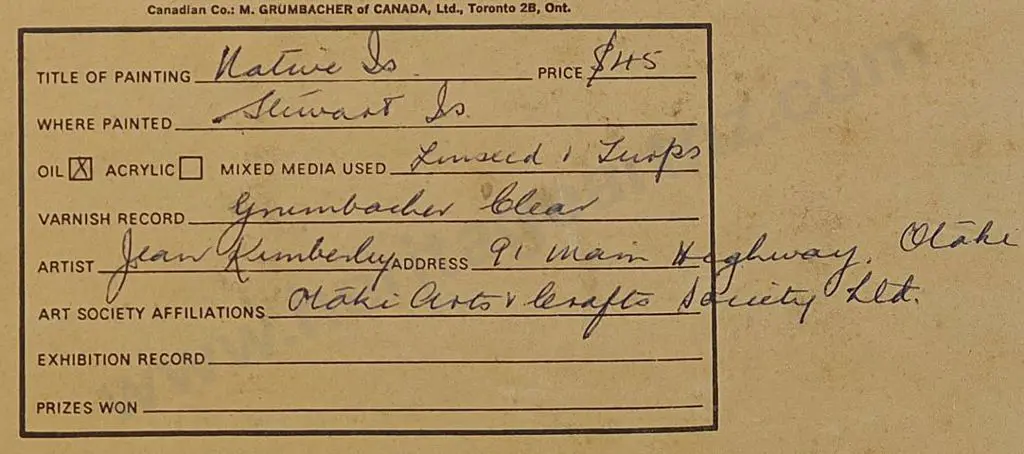 Canadian Co.: M. GRUMBACHER of CANADA, Ltd., Toronto 2B, Ont.
TITLE OF PAINTING Native Is. PRICE $45
WHERE PAINTED Stewart Is.
OIL ☒ ACRYLIC ☐ MIXED MEDIA USED Linseed & Turps
VARNISH RECORD Grumbacher Clear
ARTIST Jean Kimberley ADDRESS 91 Main Highway, Otāki
ART SOCIETY AFFILIATIONS Otāki Arts & Crafts Society Ltd.
EXHIBITION RECORD
PRIZES WON